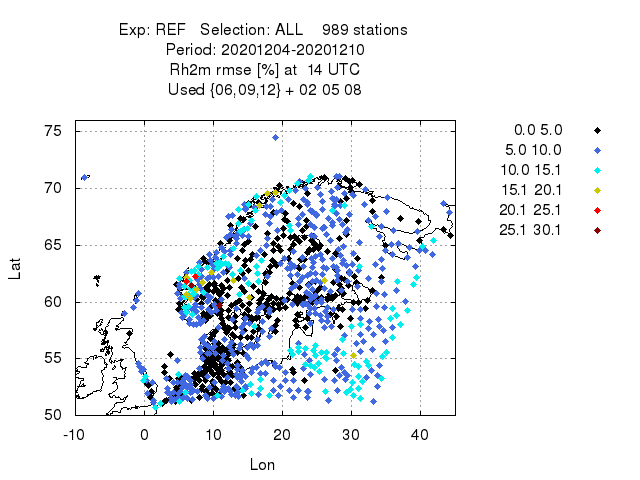 Exp: REF   Selection: ALL    989 stations
Period: 20201204-20201210
Rh2m rmse [%] at  14 UTC
Used {06,09,12} + 02 05 08
0.0 5.0
5.0 10.0
10.0 15.1
15.1 20.1
20.1 25.1
25.1 30.1
Lat
75
70
65
60
55
50
-10 0 10 20 30 40
Lon